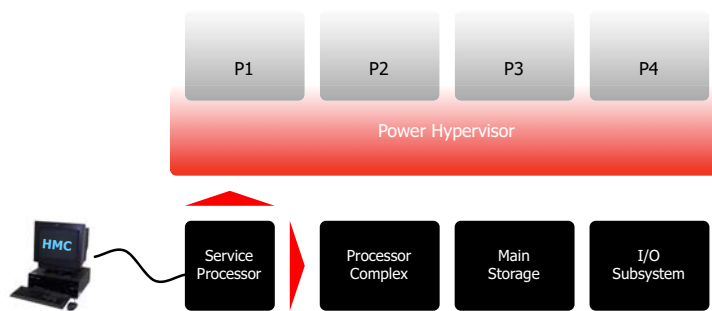 P1
P2
P3
P4
Power Hypervisor
HMC
Service
Processor
Processor
Complex
Main
Storage
I/O
Subsystem